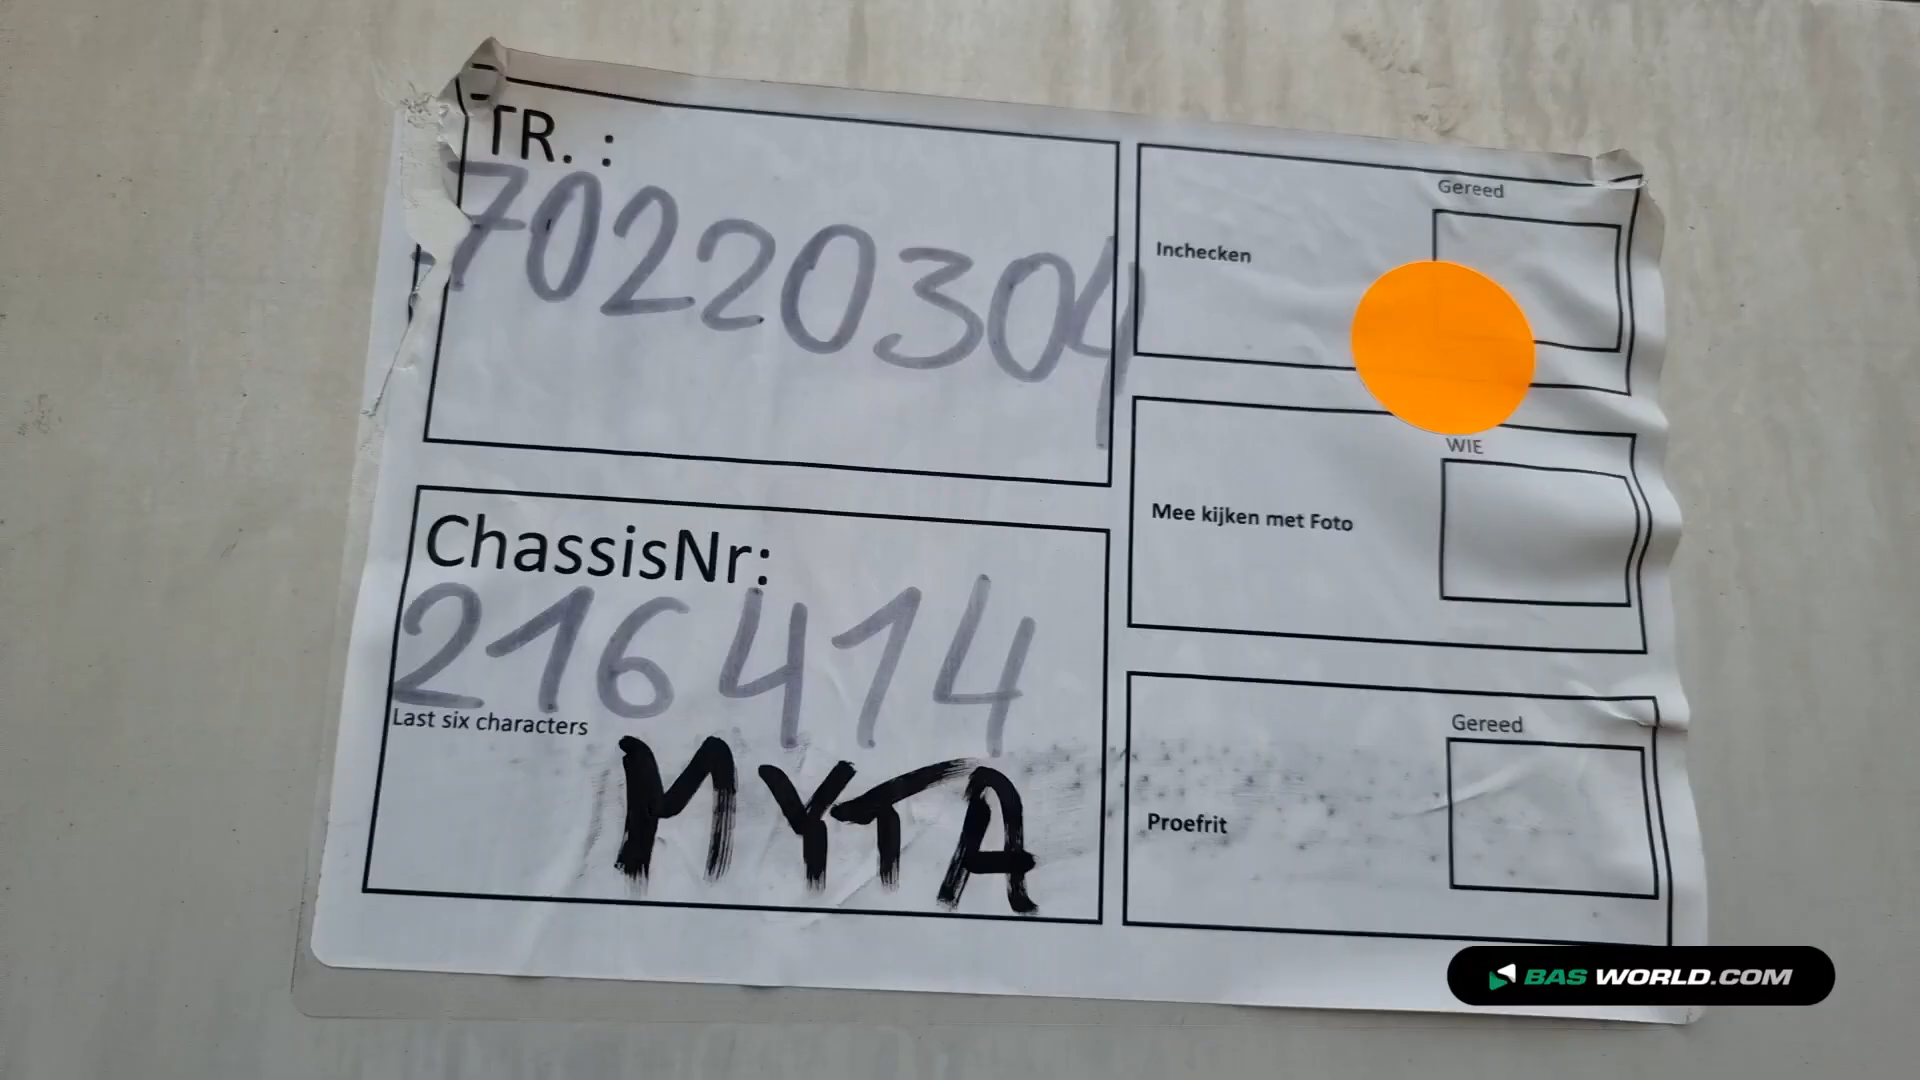 TR. :
70220304
ChassisNr:
216414
Last six characters
MYTA
Gereed
Inchecken
WIE
Mee kijken met Foto
Gereed
Proefrit
BAS WORLD.COM